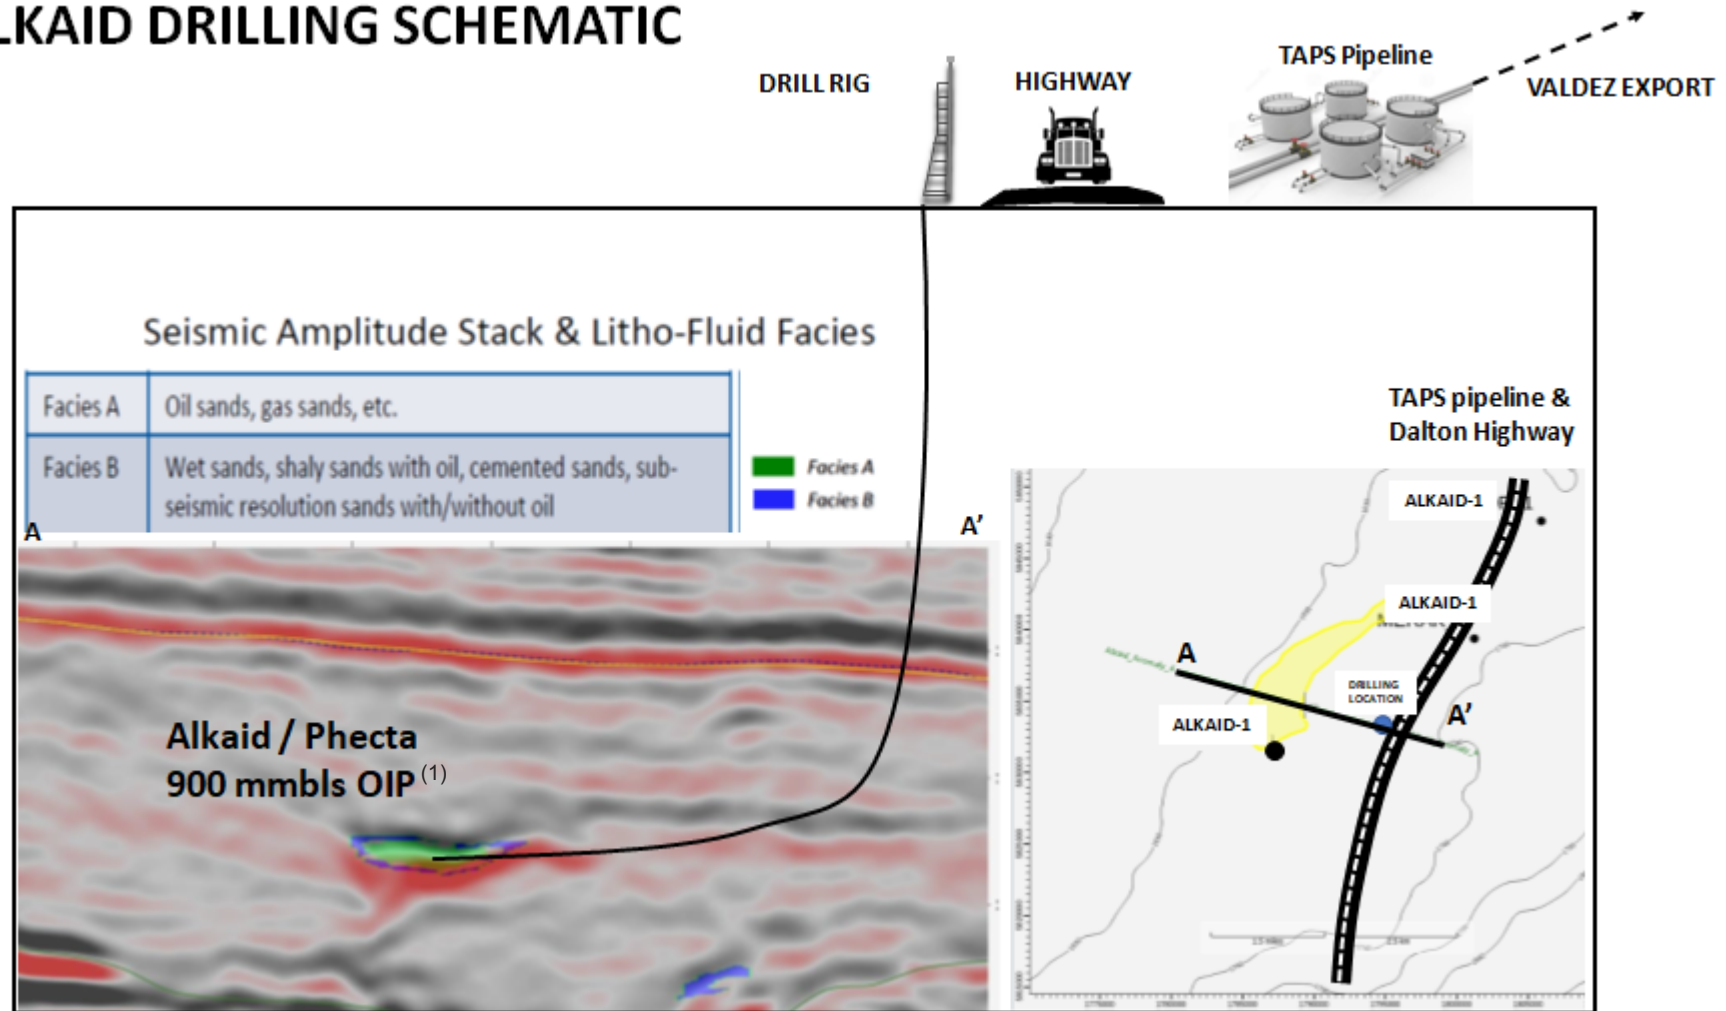 LKAID DRILLING SCHEMATIC
DRILL RIG
HIGHWAY
TAPS Pipeline
VALDEZ EXPORT
Seismic Amplitude Stack & Litho-Fluid Facies
Facies A
Oil sands, gas sands, etc.
Facies B
Wet sands, shaly sands with oil, cemented sands, sub-
seismic resolution sands with/without oil
Facies A
Facies B
A
A'
Alkaid / Phecta
900 mmbls OIP (1)
TAPS pipeline &
Dalton Highway
ALKAID-1
ALKAID-1
A
DRILLING
LOCATION
A'
ALKAID-1